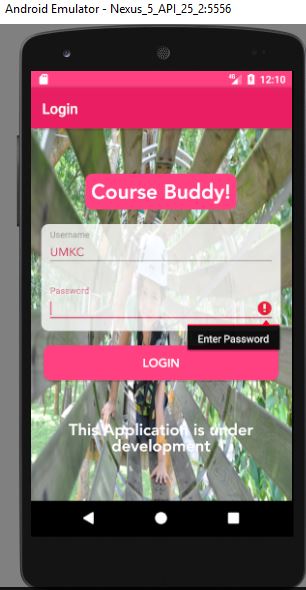 Android Emulator - Nexus_5_API_25_2:5556
4G 12:10
Login
Course Buddy!
Username
UMKC
Password
Enter Password
LOGIN
This Application is under
development